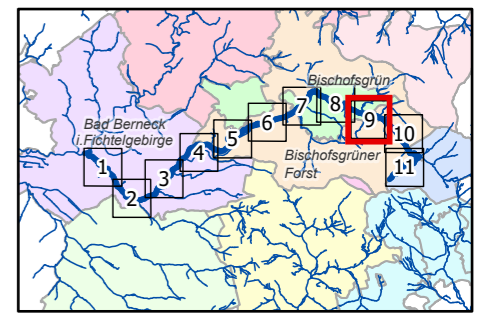 Bischofsgrün
Bad Berneck
i.Fichtelgebirge
Bischofsgrüner
Forst
1
2
3
4
5
6
7
8
9
10
11